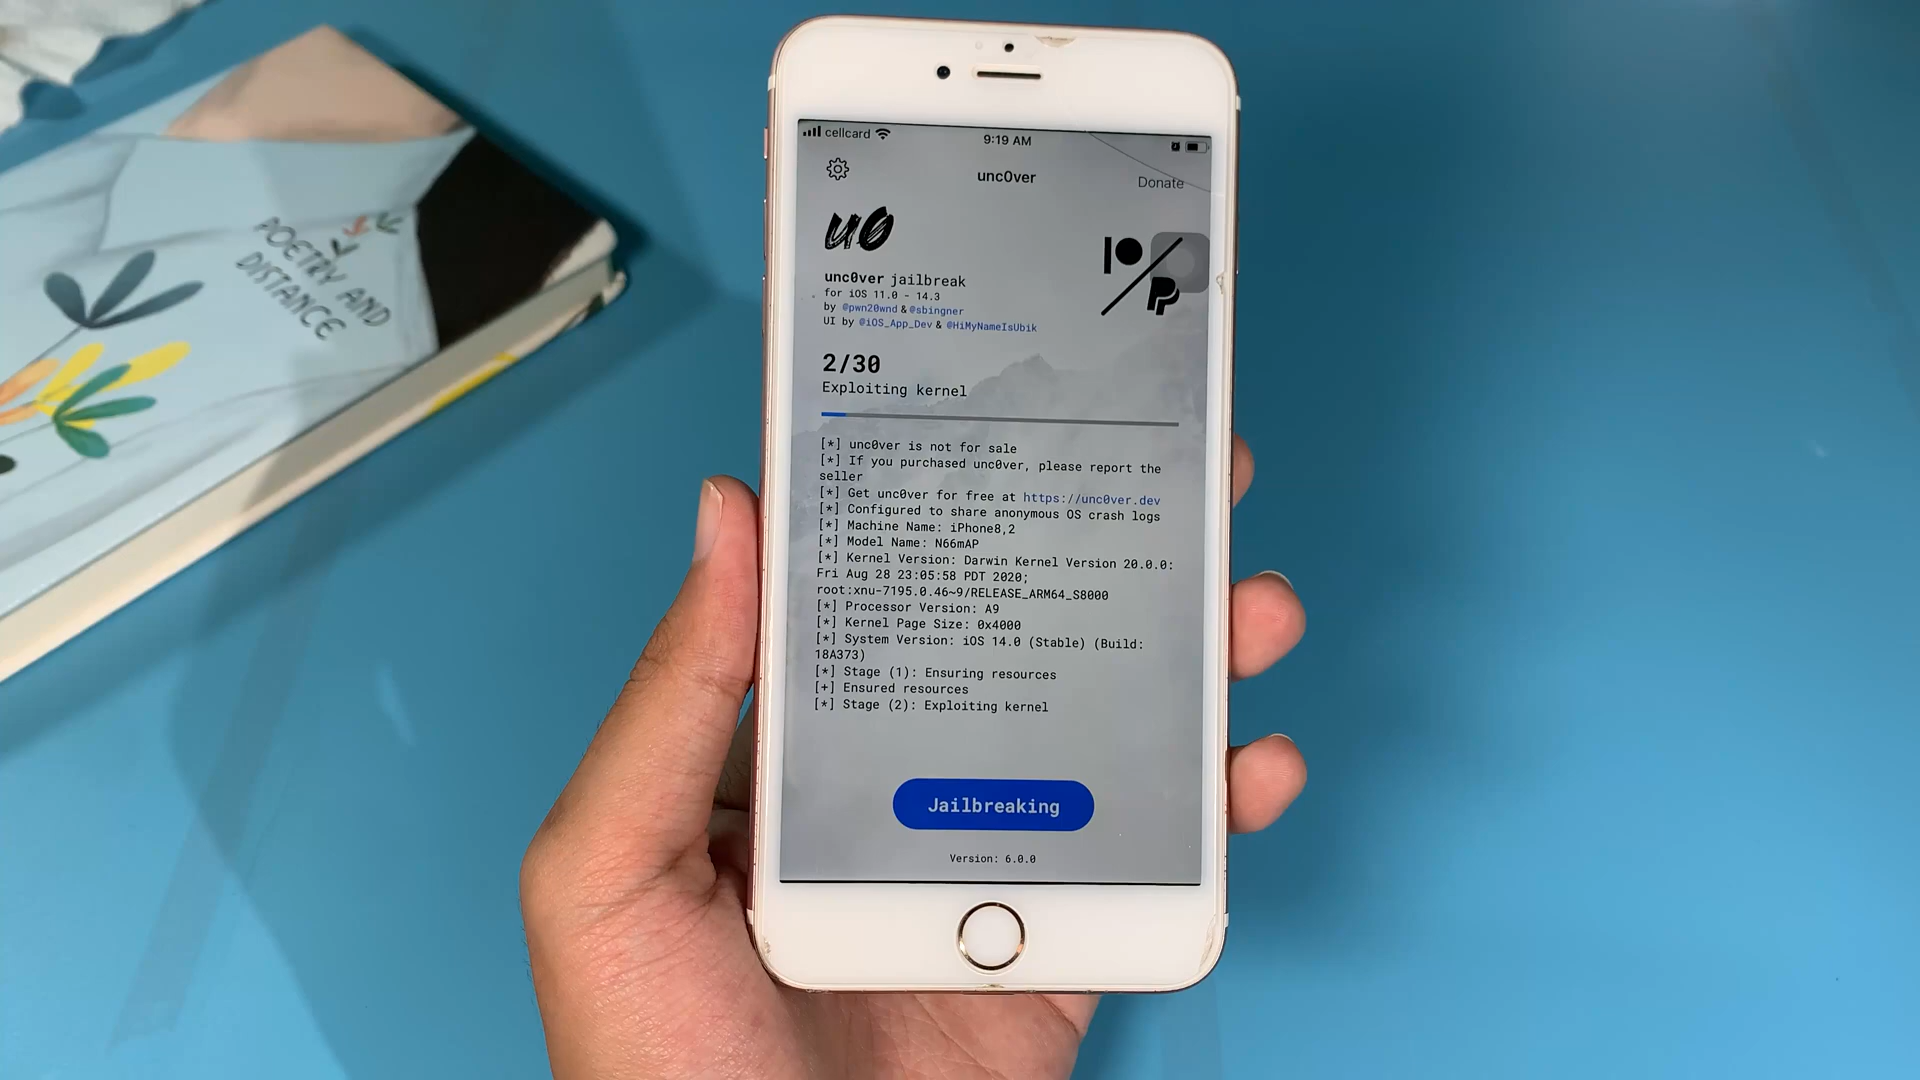 POETRY AND
DISTANCE
cellcard
9:19 AM
unc0ver
Donate
u0
unc0ver jailbreak
for iOS 11.0 - 14.3
by @pwn20wnd & @sbingner
UI by @iOS_App_Dev & @HiMyNameIsUbik
2/30
Exploiting kernel
[*] unc0ver is not for sale
[*] If you purchased unc0ver, please report the
seller
[*] Get unc0ver for free at https://unc0ver.dev
[*] Configured to share anonymous OS crash logs
[*] Machine Name: iPhone8,2
[*] Model Name: N66mAP
[*] Kernel Version: Darwin Kernel Version 20.0.0:
Fri Aug 28 23:05:58 PDT 2020;
root:xnu-7195.0.46~9/RELEASE_ARM64_S8000
[*] Processor Version: A9
[*] Kernel Page Size: 0x4000
[*] System Version: iOS 14.0 (Stable) (Build:
18A373)
[*] Stage (1): Ensuring resources
[+] Ensured resources
[*] Stage (2): Exploiting kernel
Jailbreaking
Version: 6.0.0